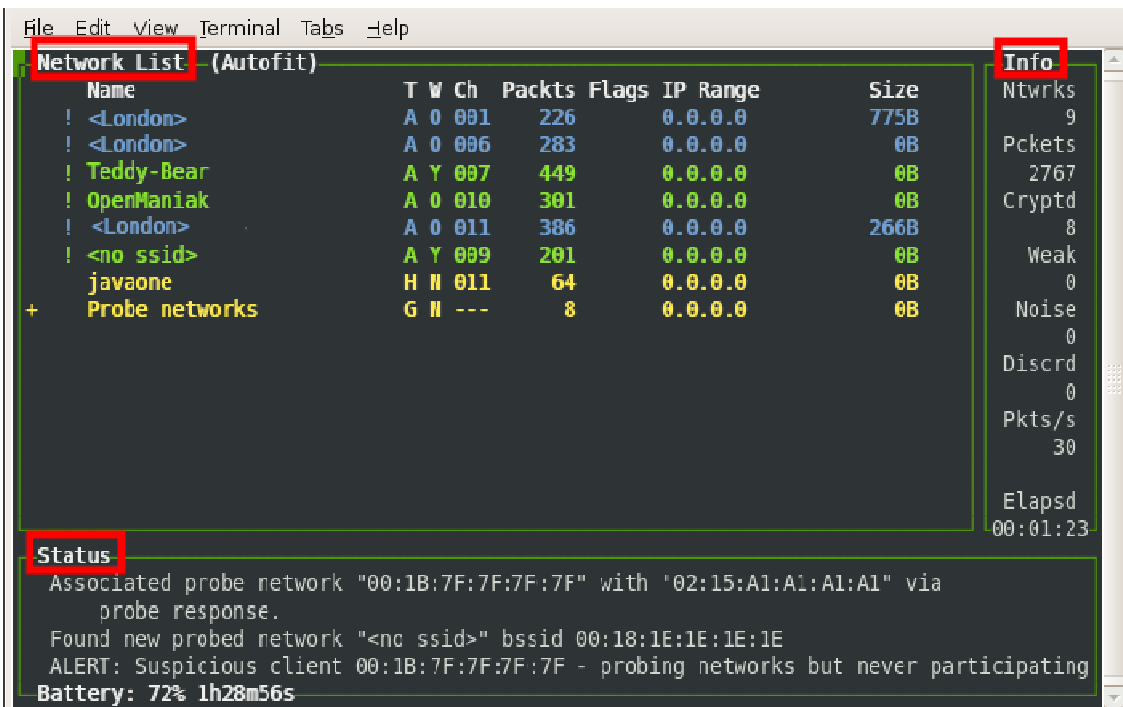 File Edit View Terminal Tabs Help
Network List (Autofit)
Name T W Ch Packts Flags IP Range Size
! <London> A O 001 226 0.0.0.0 775B
! <London> A O 006 283 0.0.0.0 0B
! Teddy-Bear A Y 007 449 0.0.0.0 0B
! OpenManiak A O 010 301 0.0.0.0 0B
! <London> A O 011 386 0.0.0.0 266B
! <no ssid> A Y 009 201 0.0.0.0 0B
javaone H N 011 64 0.0.0.0 0B
+ Probe networks G N --- 8 0.0.0.0 0B
Info
Ntwrks
9
Pckets
2767
Cryptd
8
Weak
0
Noise
0
Discrd
0
Pkts/s
30
Elapsd
00:01:23
Status
Associated probe network "00:1B:7F:7F:7F:7F" with "02:15:A1:A1:A1:A1" via
probe response.
Found new probed network "<no ssid>" bssid 00:18:1E:1E:1E:1E
ALERT: Suspicious client 00:1B:7F:7F:7F:7F - probing networks but never participating
Battery: 72% 1h28m56s